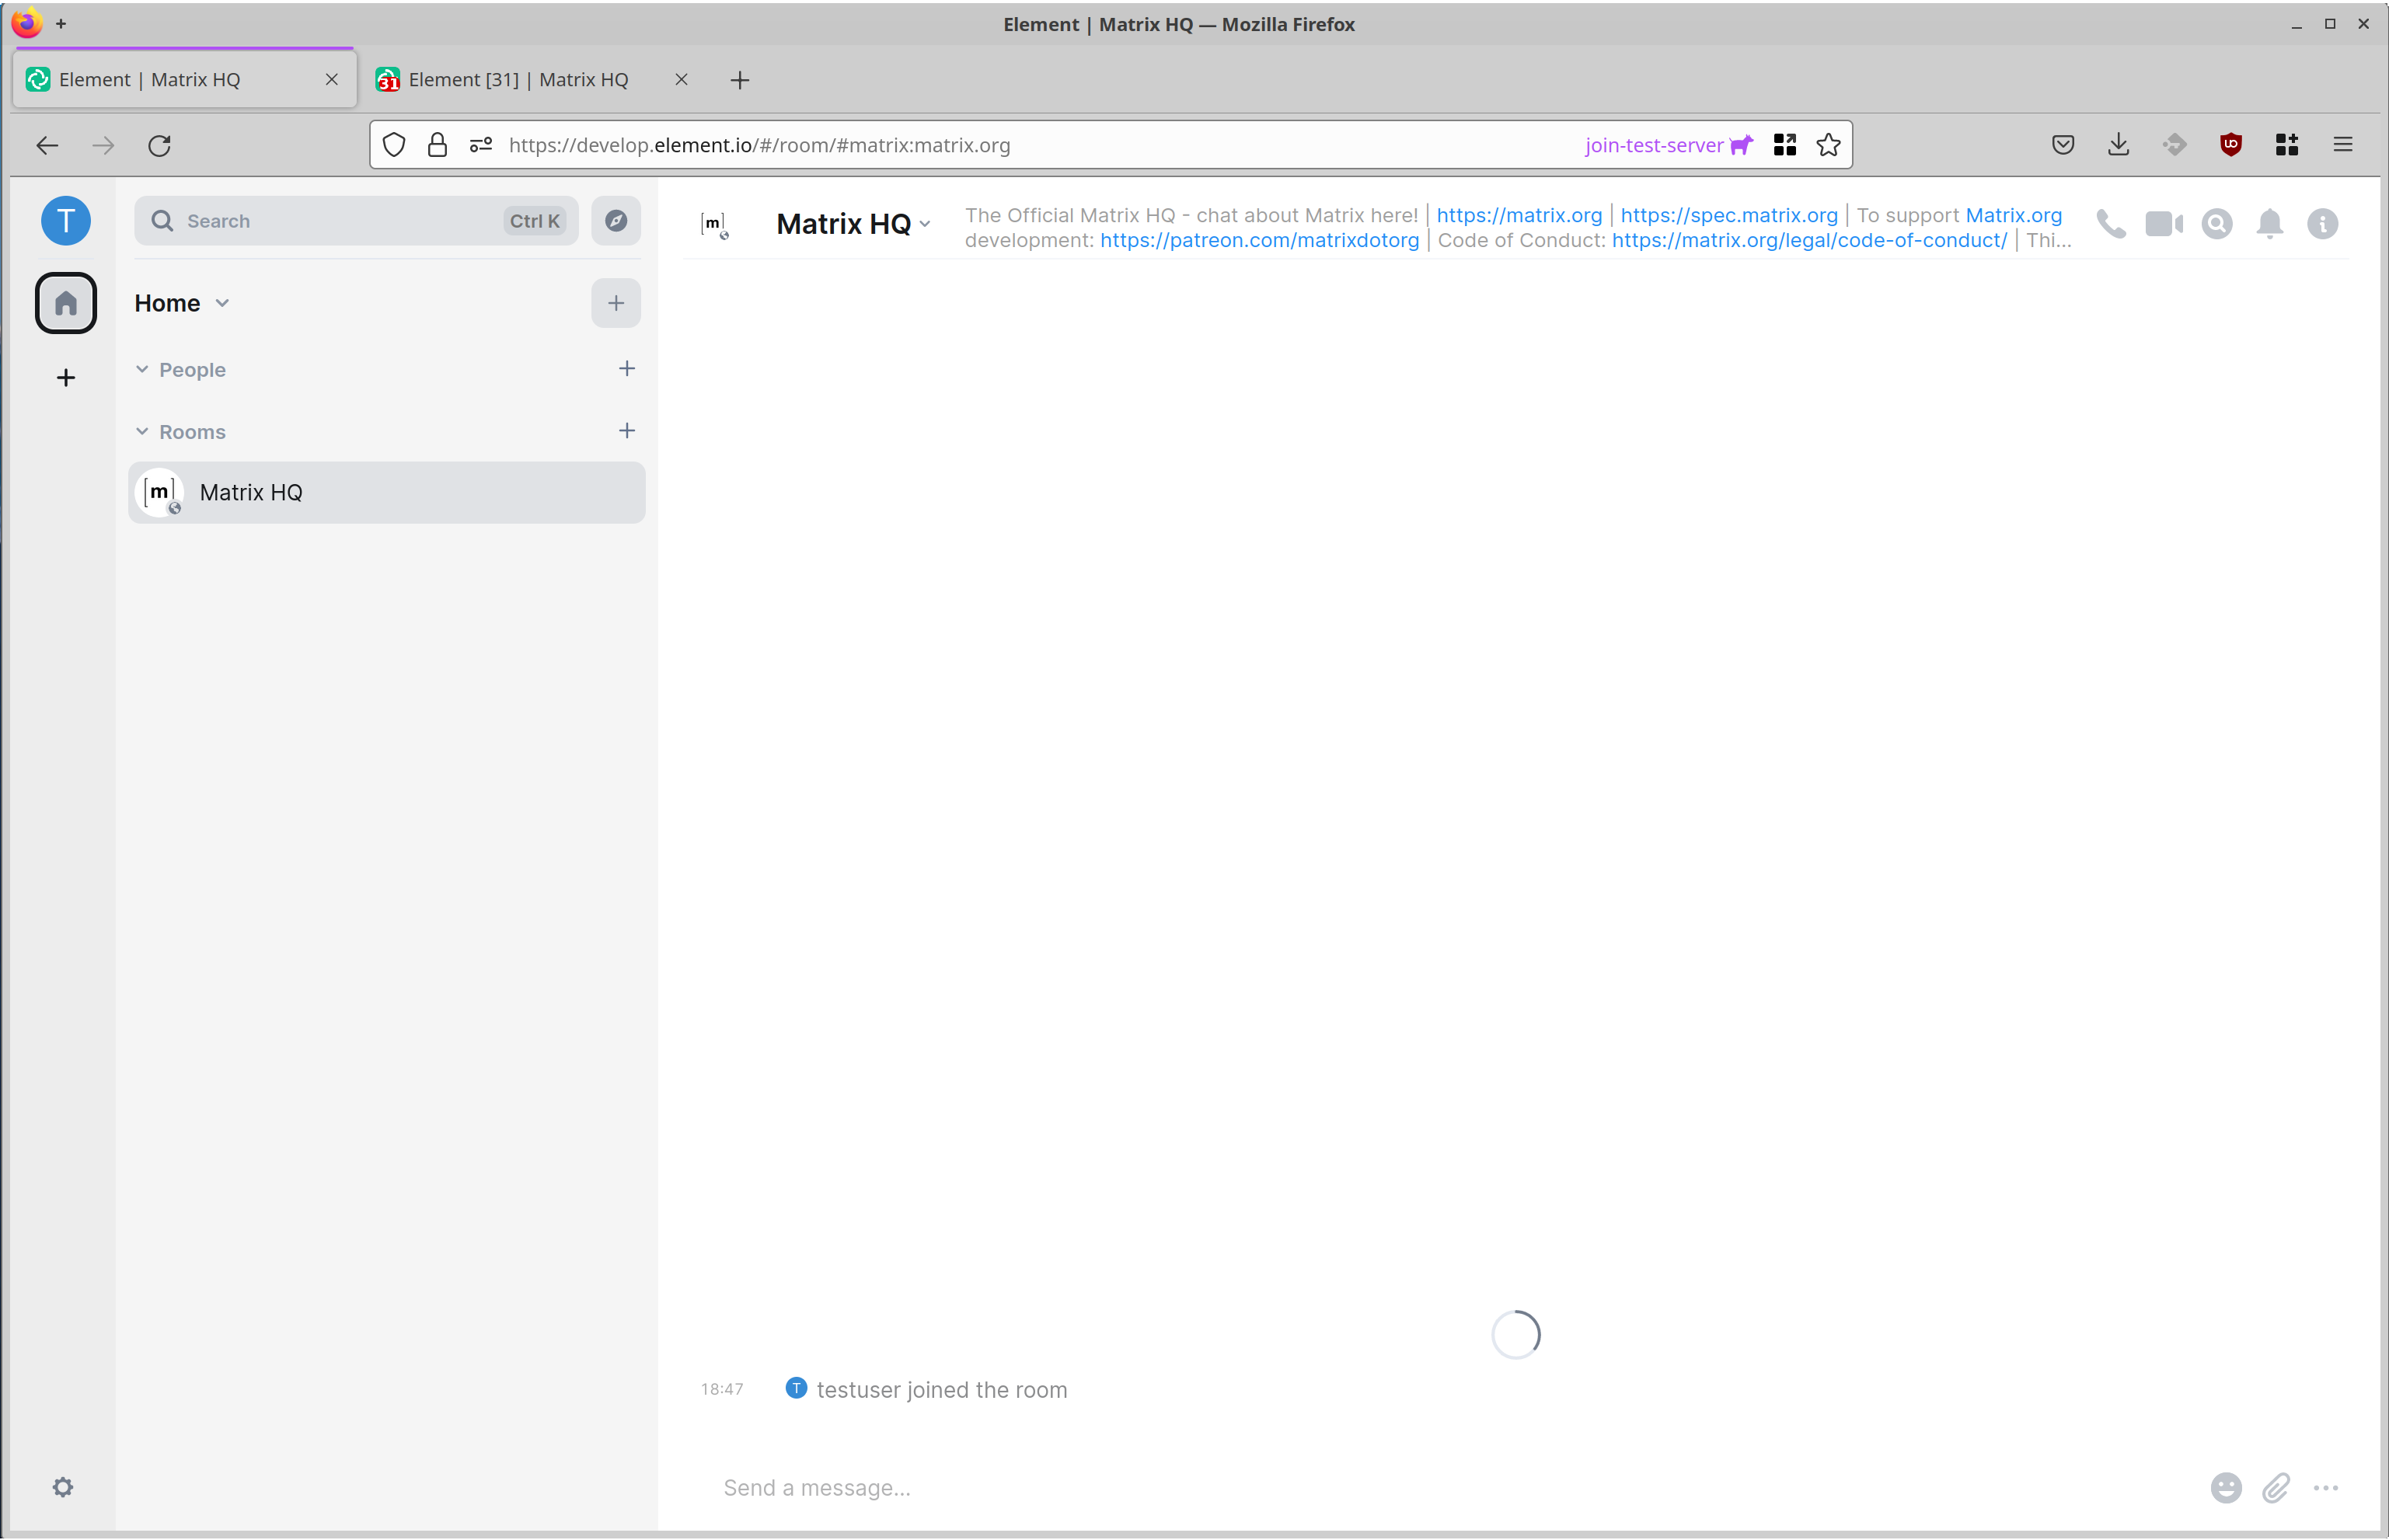 Element | Matrix HQ — Mozilla Firefox
Element | Matrix HQ
31
Element [31] | Matrix HQ
https://develop.element.io/#/room/#matrix:matrix.org
join-test-server
T
Search
Ctrl K
[m]
Matrix HQ
The Official Matrix HQ - chat about Matrix here! | https://matrix.org | https://spec.matrix.org | To support Matrix.org
development: https://patreon.com/matrixdotorg | Code of Conduct: https://matrix.org/legal/code-of-conduct/ | Thi...
Home
People
Rooms
[m]
Matrix HQ
18:47
T
testuser joined the room
Send a message...